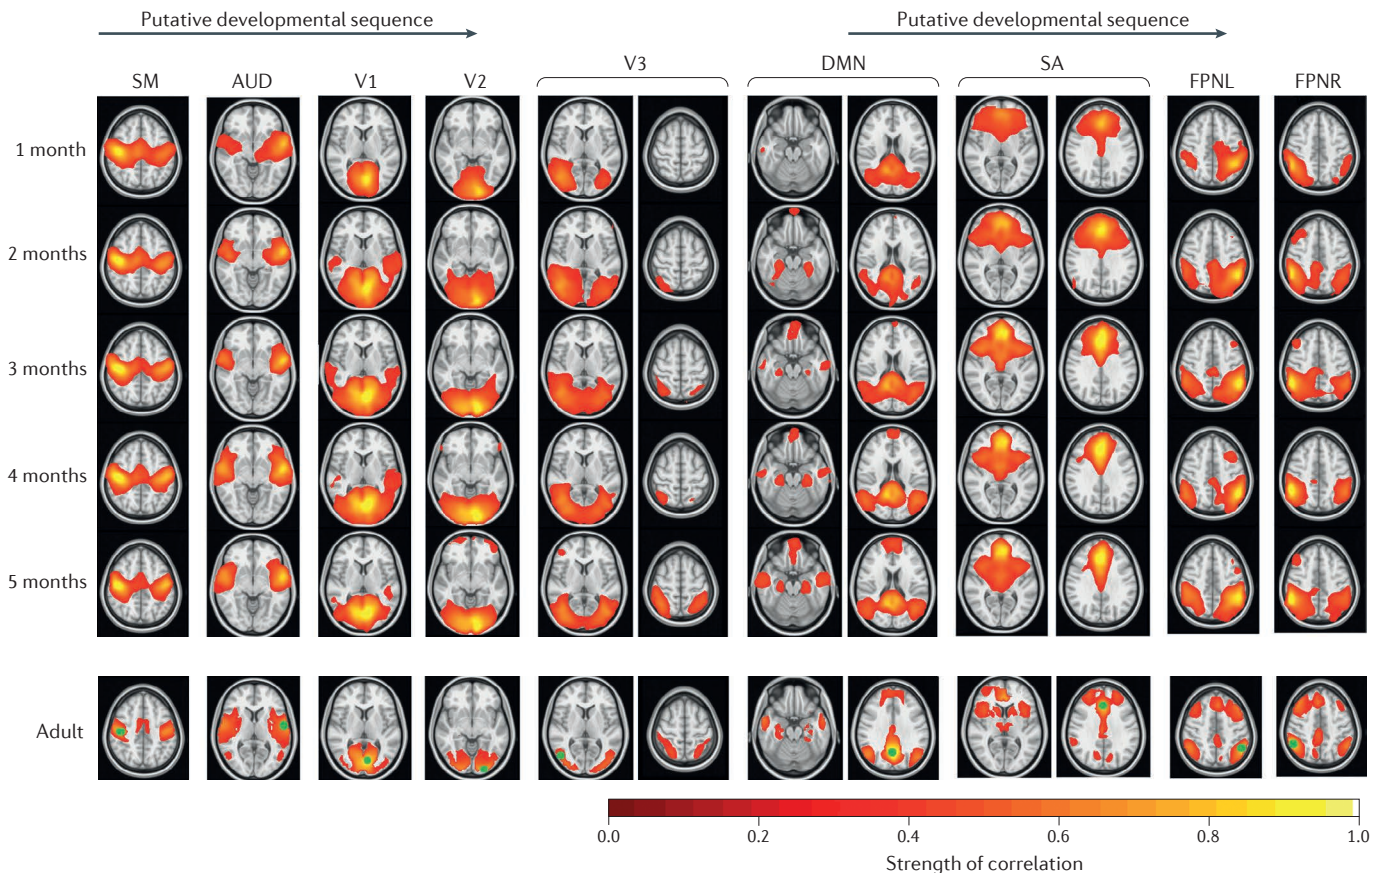 Putative developmental sequence
Putative developmental sequence
V3
DMN
SA
SM
AUD
V1
V2
FPNL
FPNR
1 month
2 months
3 months
4 months
5 months
Adult
0.0 0.2 0.4 0.6 0.8 1.0
Strength of correlation